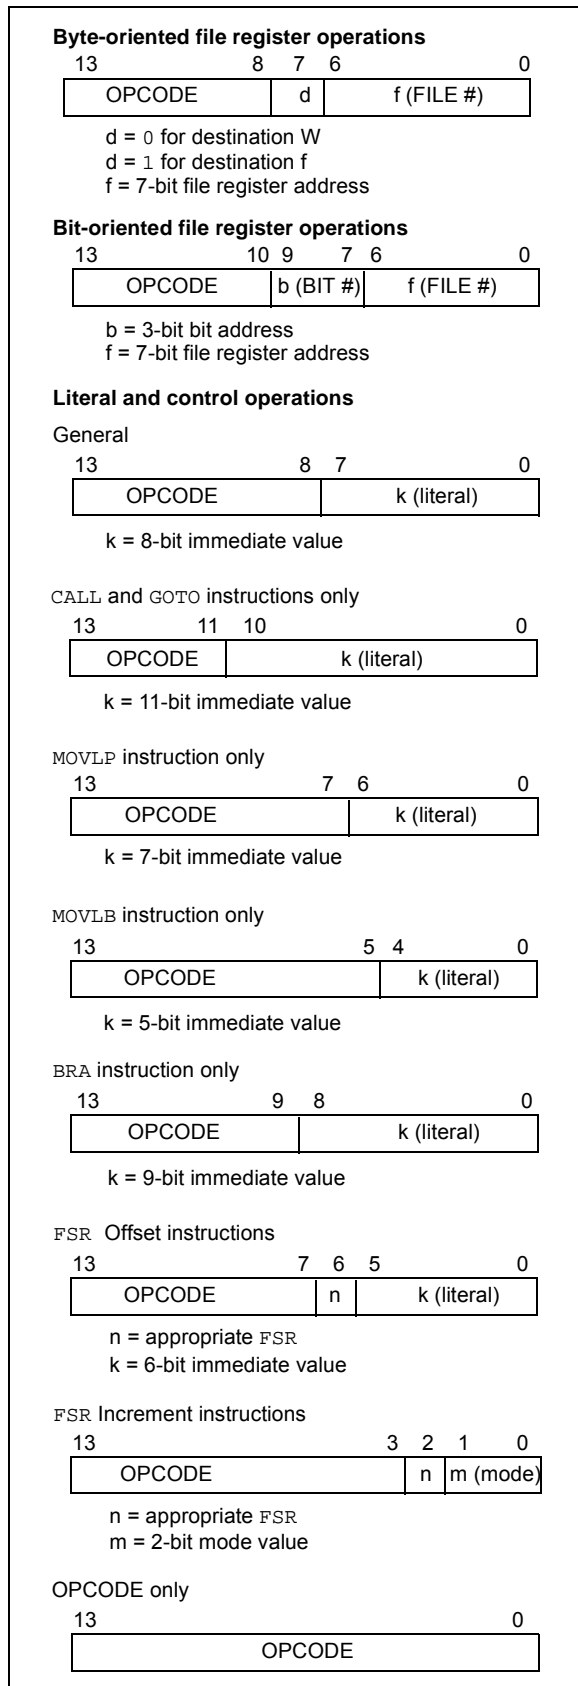 Byte-oriented file register operations
13 8 7 6 0
OPCODE d f (FILE #)
d = 0 for destination W
d = 1 for destination f
f = 7-bit file register address
Bit-oriented file register operations
13 10 9 7 6 0
OPCODE b (BIT #) f (FILE #)
b = 3-bit bit address
f = 7-bit file register address
Literal and control operations
General
13 8 7 0
OPCODE k (literal)
k = 8-bit immediate value
CALL and GOTO instructions only
13 11 10 0
OPCODE k (literal)
k = 11-bit immediate value
MOVLP instruction only
13 7 6 0
OPCODE k (literal)
k = 7-bit immediate value
MOVLB instruction only
13 5 4 0
OPCODE k (literal)
k = 5-bit immediate value
BRA instruction only
13 9 8 0
OPCODE k (literal)
k = 9-bit immediate value
FSR Offset instructions
13 7 6 5 0
OPCODE n k (literal)
n = appropriate FSR
k = 6-bit immediate value
FSR Increment instructions
13 3 2 1 0
OPCODE n m (mode)
n = appropriate FSR
m = 2-bit mode value
OPCODE only
13 0
OPCODE